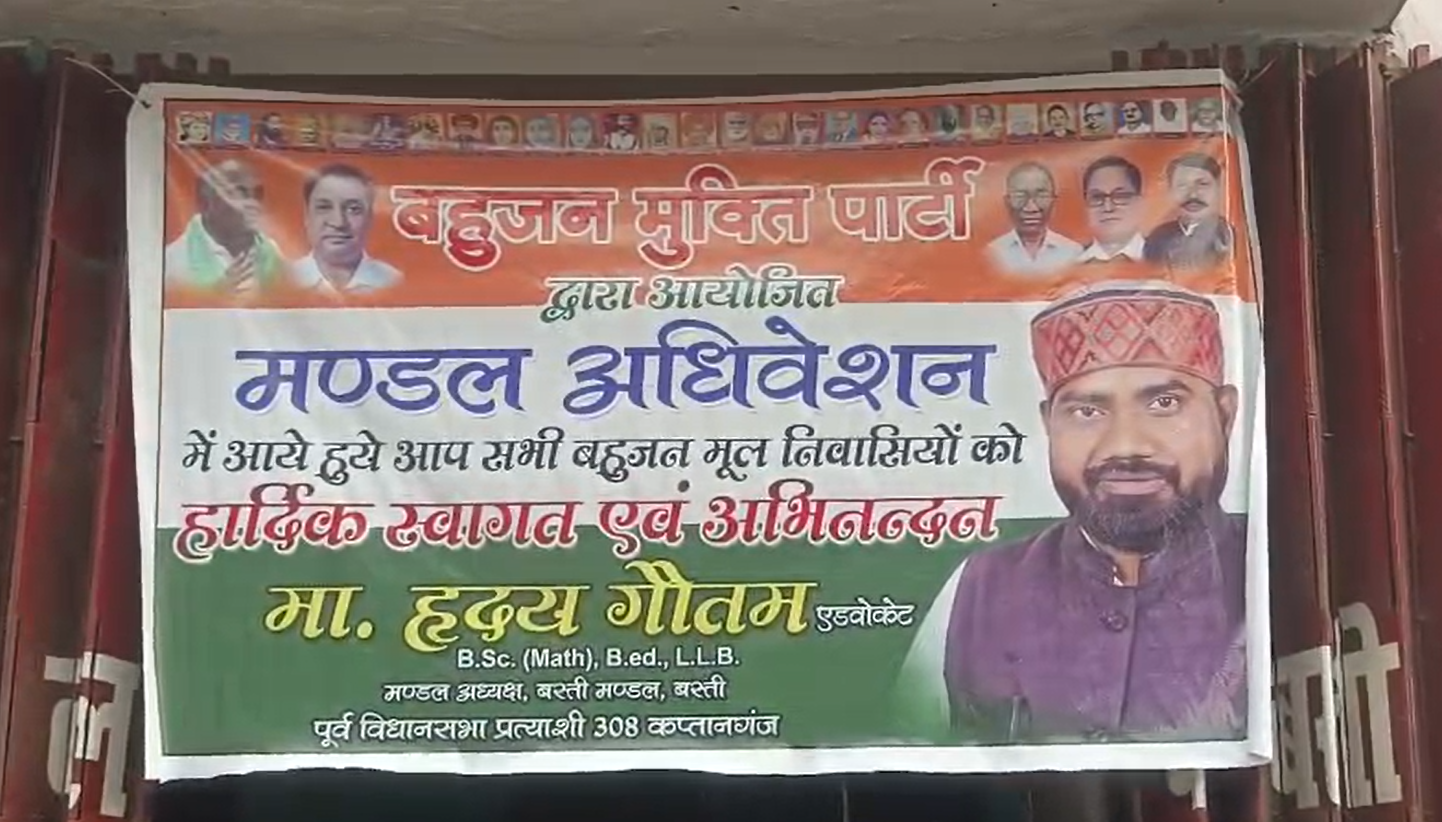 बहुजन मुक्ति पार्टी
द्वारा आयोजित
मण्डल अधिवेशन
में आये हुये आप सभी बहुजन मूल निवासियों को
हार्दिक स्वागत एवं अभिनन्दन
मा. हृदय गौतम एडवोकेट
B.Sc. (Math), B.ed., L.L.B.
मण्डल अध्यक्ष, बस्ती मण्डल, बस्ती
पूर्व विधानसभा प्रत्याशी 308 कप्तानगंज